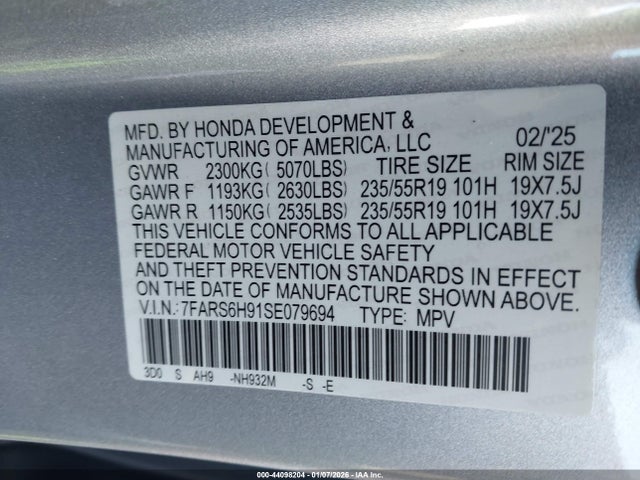 MFD. BY HONDA DEVELOPMENT &
MANUFACTURING OF AMERICA, LLC 02/'25
GVWR 2300KG( 5070LBS) TIRE SIZE RIM SIZE
GAWR F 1193KG( 2630LBS) 235/55R19 101H 19X7.5J
GAWR R 1150KG( 2535LBS) 235/55R19 101H 19X7.5J
THIS VEHICLE CONFORMS TO ALL APPLICABLE
FEDERAL MOTOR VEHICLE SAFETY
AND THEFT PREVENTION STANDARDS IN EFFECT
ON THE DATE OF MANUFACTURE SHOWN ABOVE.
V.I.N.:7FARS6H91SE079694 TYPE: MPV
3D0 S AH9 -NH932M -S -E
000-44098204 - 01/07/2026 - IAAI.COM